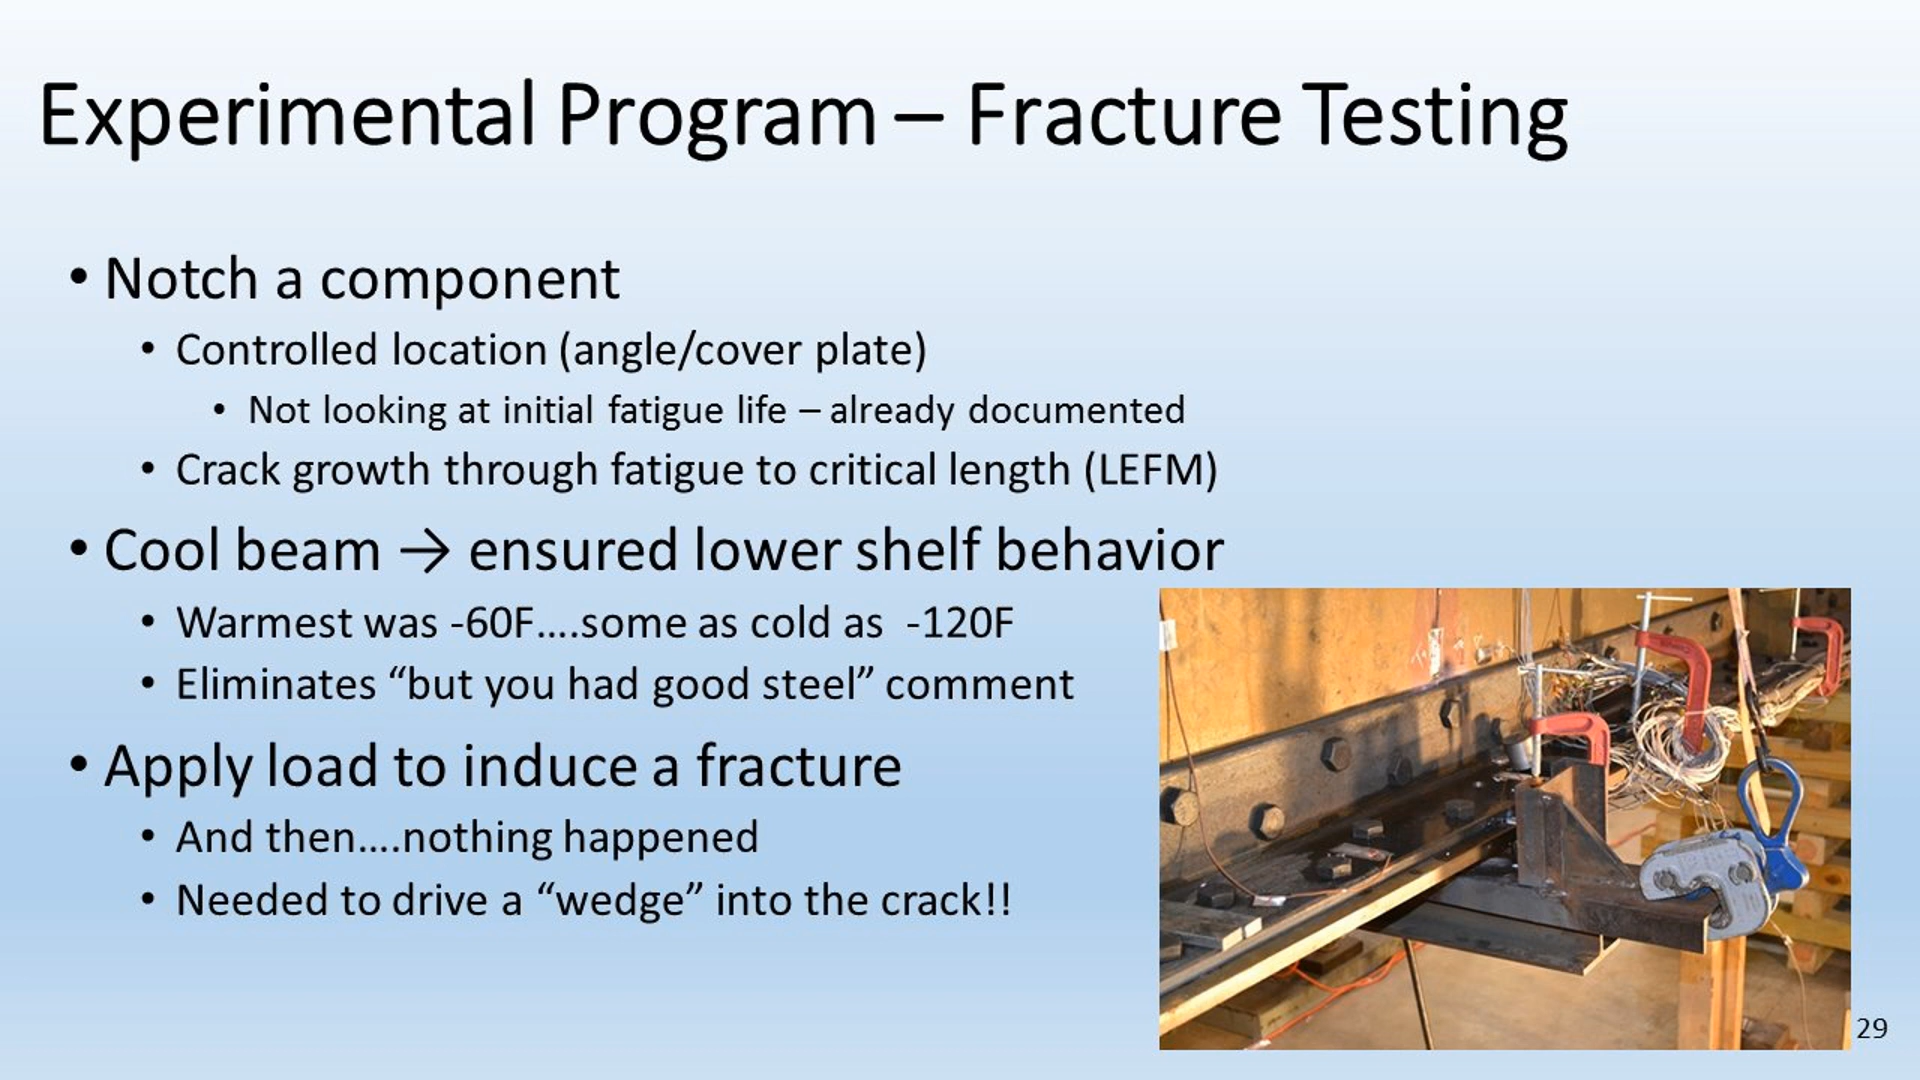 Experimental Program – Fracture Testing
• Notch a component
• Controlled location (angle/cover plate)
• Not looking at initial fatigue life – already documented
• Crack growth through fatigue to critical length (LEFM)
• Cool beam → ensured lower shelf behavior
• Warmest was -60F....some as cold as -120F
• Eliminates “but you had good steel” comment
• Apply load to induce a fracture
• And then....nothing happened
• Needed to drive a “wedge” into the crack!!
29